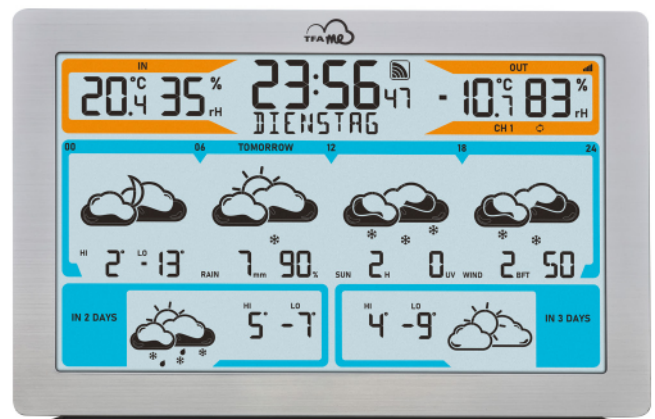 TFA me
IN
20.4 °C 35 % rH
23:56 47
DIENSTAG
OUT
-10.7 °C 83 % rH
CH 1
00 06 TOMORROW 12 18 24
HI 2° LO -13° RAIN 7 mm 90 % SUN 2 H 0 UV WIND 2 BFT 50
IN 2 DAYS HI 5° LO -7°
HI 4° LO -9° IN 3 DAYS